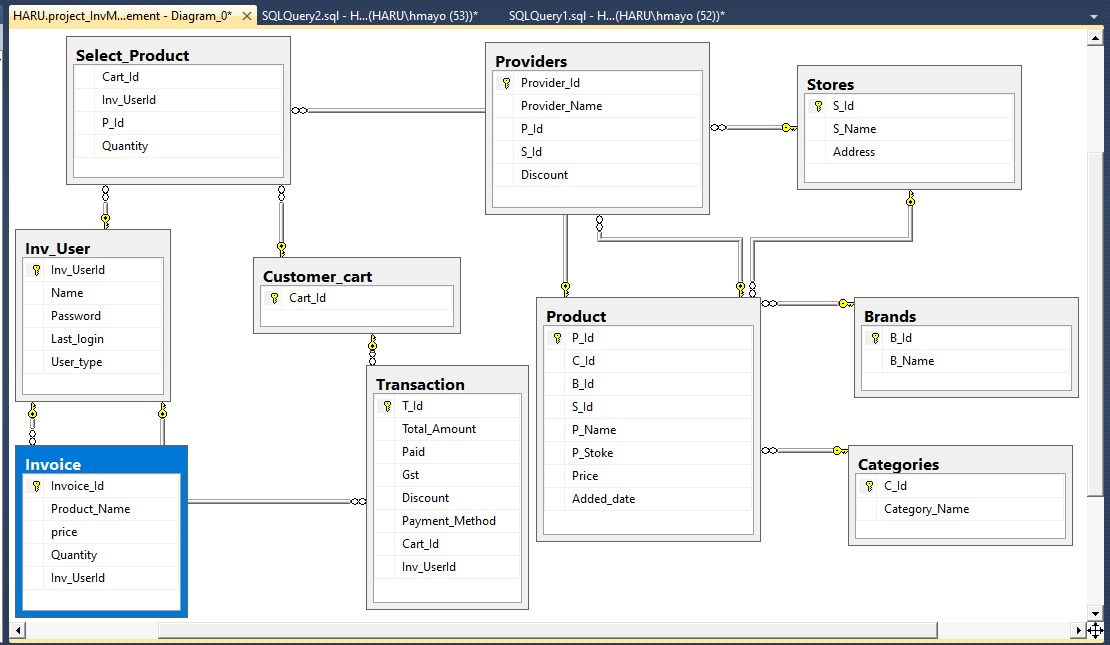 HARU.project_InvM...ement - Diagram_0*
SQLQuery2.sql - H...(HARU\hmayo (53))*
SQLQuery1.sql - H...(HARU\hmayo (52))*
Select_Product
Cart_Id
Inv_UserId
P_Id
Quantity
Providers
Provider_Id
Provider_Name
P_Id
S_Id
Discount
Stores
S_Id
S_Name
Address
Inv_User
Inv_UserId
Name
Password
Last_login
User_type
Customer_cart
Cart_Id
Product
P_Id
C_Id
B_Id
S_Id
P_Name
P_Stoke
Price
Added_date
Brands
B_Id
B_Name
Transaction
T_Id
Total_Amount
Paid
Gst
Discount
Payment_Method
Cart_Id
Inv_UserId
Invoice
Invoice_Id
Product_Name
price
Quantity
Inv_UserId
Categories
C_Id
Category_Name